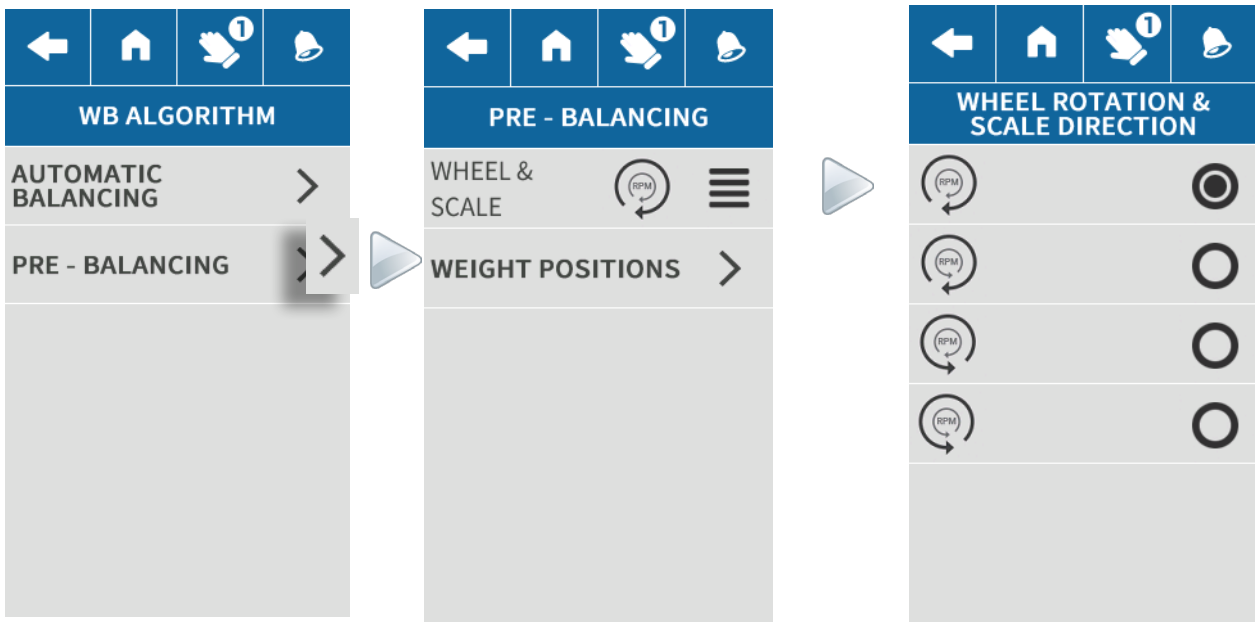 1
WB ALGORITHM
AUTOMATIC
BALANCING
PRE - BALANCING
1
PRE - BALANCING
WHEEL &
SCALE
RPM
WEIGHT POSITIONS
1
WHEEL ROTATION &
SCALE DIRECTION
RPM
RPM
RPM
RPM